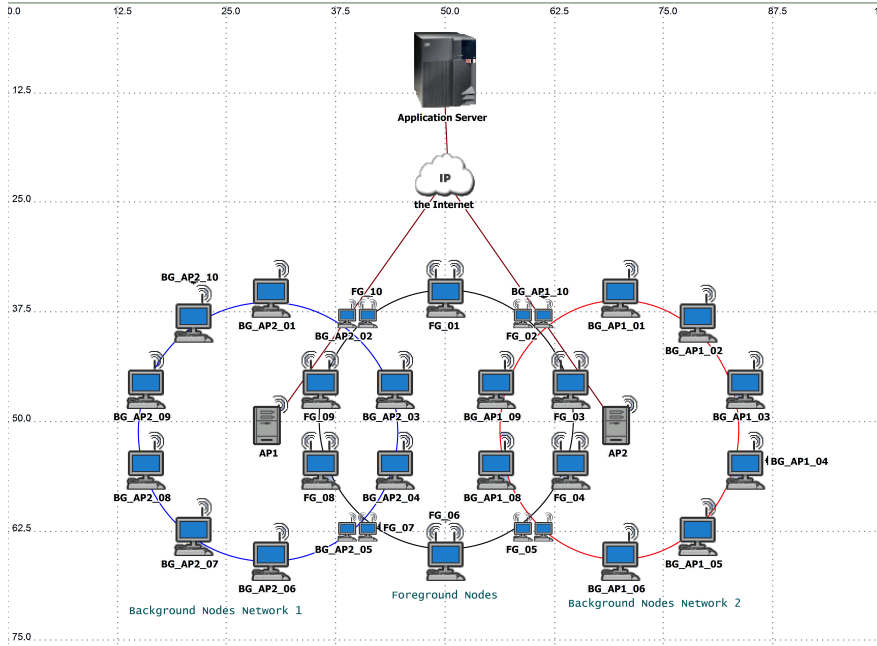 0.0 12.5 25.0 37.5 50.0 62.5 75.0 87.5 1
12.5
Application Server
IP
25.0
the Internet
BG_AP2_10
FG_10
BG_AP1_10
37.5
BG_AP2_01
BG_AP2_02
FG_01
FG_02
BG_AP1_01
BG_AP1_02
BG_AP2_09
FG_09
BG_AP2_03
BG_AP1_09
FG_03
BG_AP1_03
50.0
AP1
AP2
BG_AP1_04
BG_AP2_08
FG_08
BG_AP2_04
BG_AP1_08
FG_04
FG_06
62.5
FG_07
BG_AP2_05
FG_05
BG_AP2_07
BG_AP1_05
BG_AP2_06
BG_AP1_06
Foreground Nodes
Background Nodes Network 1
Background Nodes Network 2
75.0